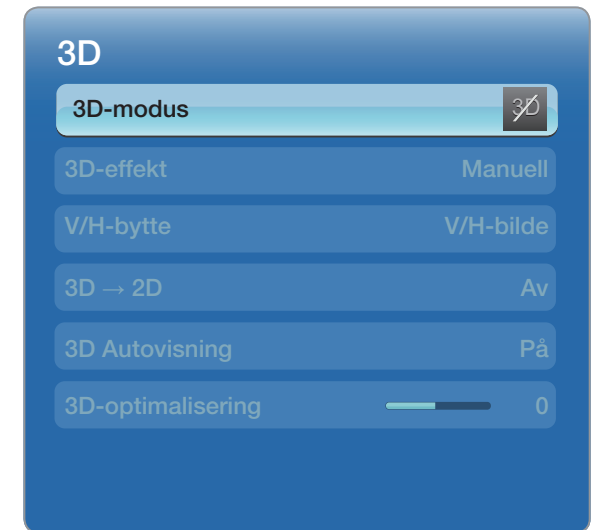 3D
3D-modus 3D
3D-effekt Manuell
V/H-bytte V/H-bilde
3D → 2D Av
3D Autovisning På
3D-optimalisering 0